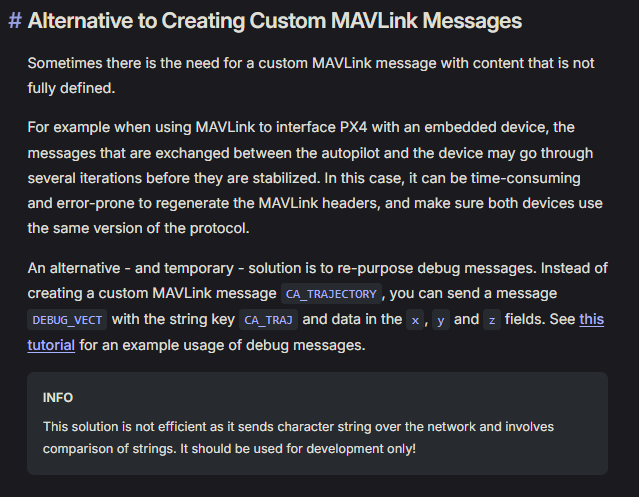 # Alternative to Creating Custom MAVLink Messages
Sometimes there is the need for a custom MAVLink message with content that is not
fully defined.
For example when using MAVLink to interface PX4 with an embedded device, the
messages that are exchanged between the autopilot and the device may go through
several iterations before they are stabilized. In this case, it can be time-consuming
and error-prone to regenerate the MAVLink headers, and make sure both devices use
the same version of the protocol.
An alternative - and temporary - solution is to re-purpose debug messages. Instead of
creating a custom MAVLink message CA_TRAJECTORY, you can send a message
DEBUG_VECT with the string key CA_TRAJ and data in the x, y and z fields. See this
tutorial for an example usage of debug messages.
INFO
This solution is not efficient as it sends character string over the network and involves
comparison of strings. It should be used for development only!